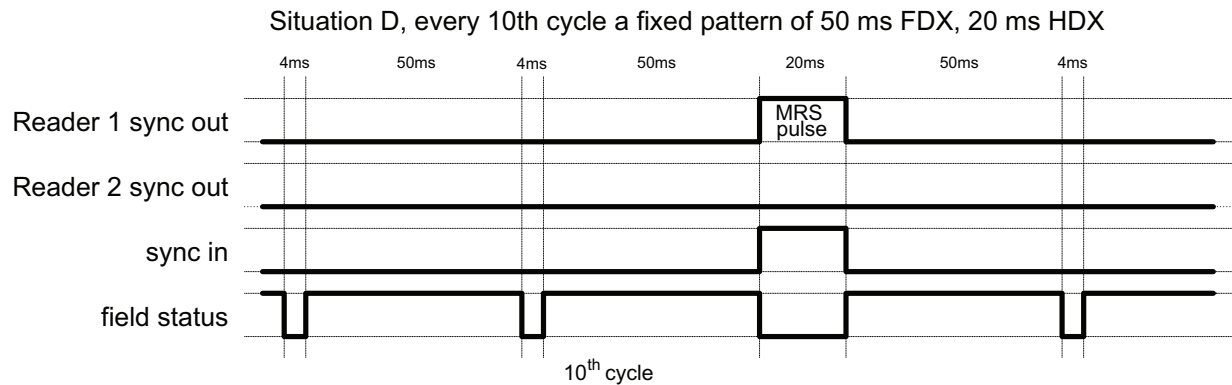 Situation D, every 10th cycle a fixed pattern of 50 ms FDX, 20 ms HDX
4ms 50ms 4ms 50ms 20ms 50ms 4ms
Reader 1 sync out
MRS
pulse
Reader 2 sync out
sync in
field status
10th cycle